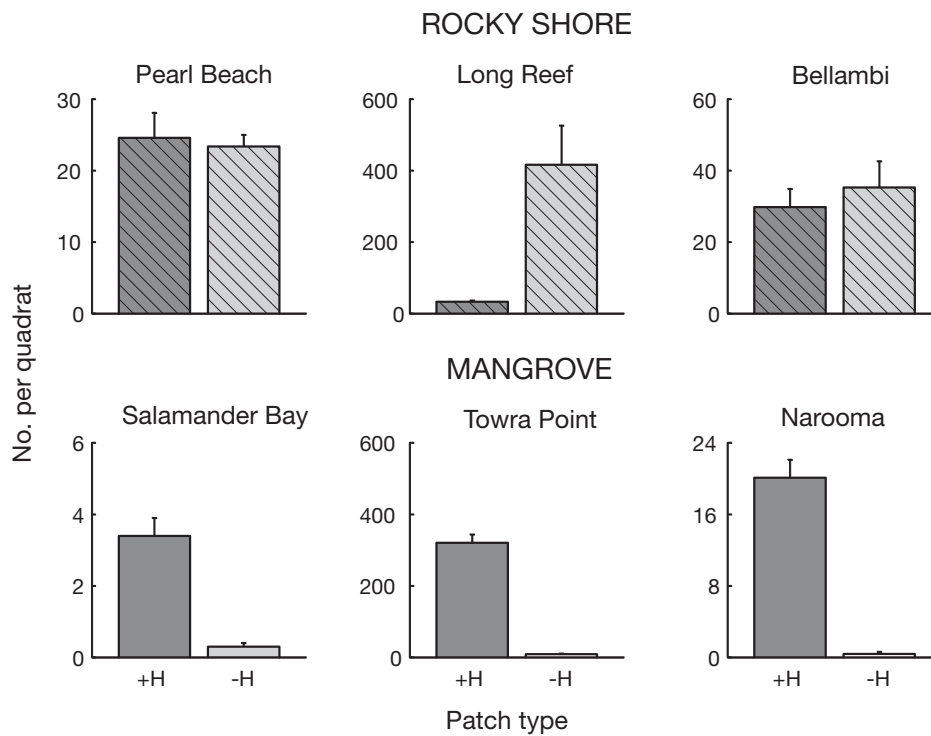 ROCKY SHORE
Pearl Beach
Long Reef
Bellambi
30
20
10
0
600
400
200
0
60
40
20
0
No. per quadrat
MANGROVE
Salamander Bay
Towra Point
Narooma
6
4
2
0
600
400
200
0
24
16
8
0
+H
-H
+H
-H
+H
-H
Patch type